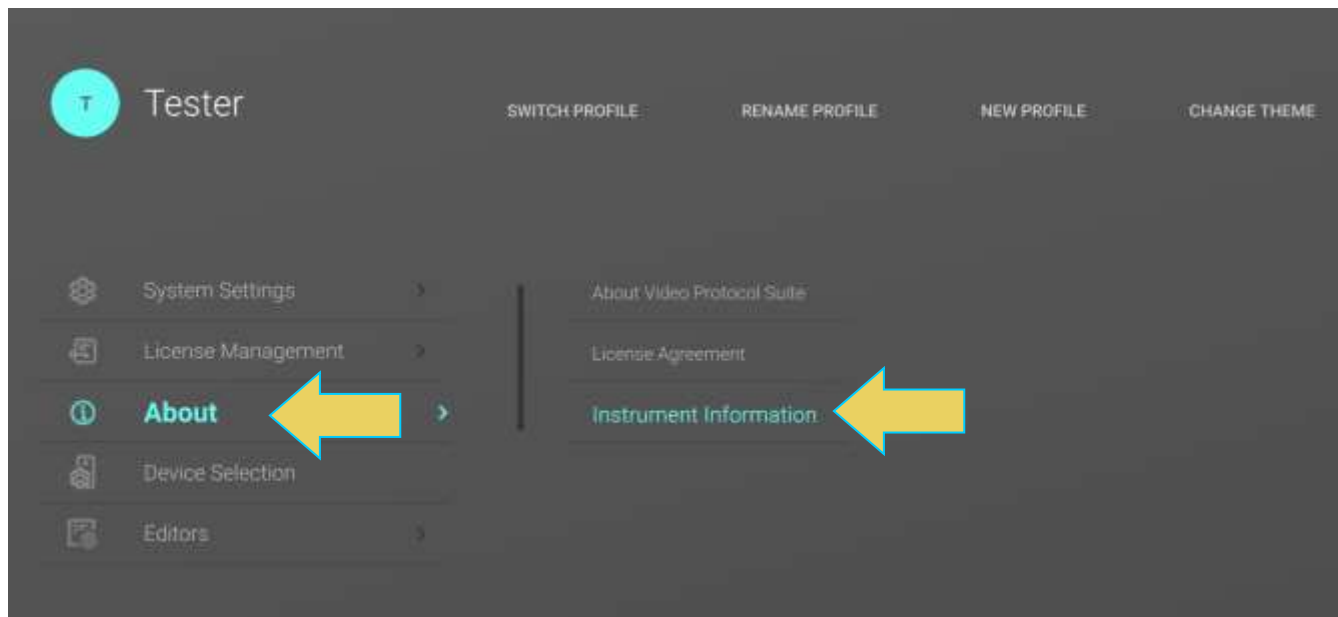 T
Tester
SWITCH PROFILE
RENAME PROFILE
NEW PROFILE
CHANGE THEME
System Settings
License Management
About
Device Selection
Editors
About Video Protocol Suite
License Agreement
Instrument Information